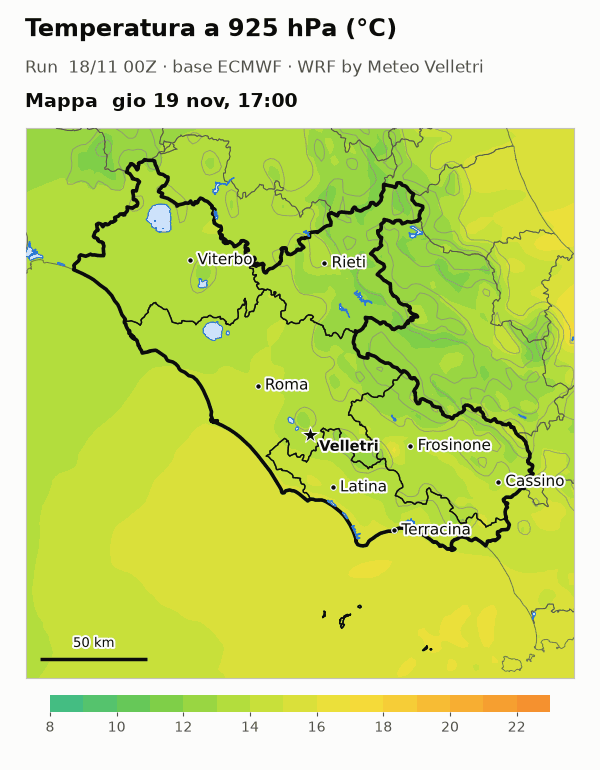 Temperatura a 925 hPa (°C)
Run  18/11 00Z · base ECMWF · WRF by Meteo Velletri
Mappa  gio 19 nov, 17:00
Viterbo
Rieti
Roma
Velletri
Frosinone
Cassino
Latina
Terracina
50 km
8 10 12 14 16 18 20 22